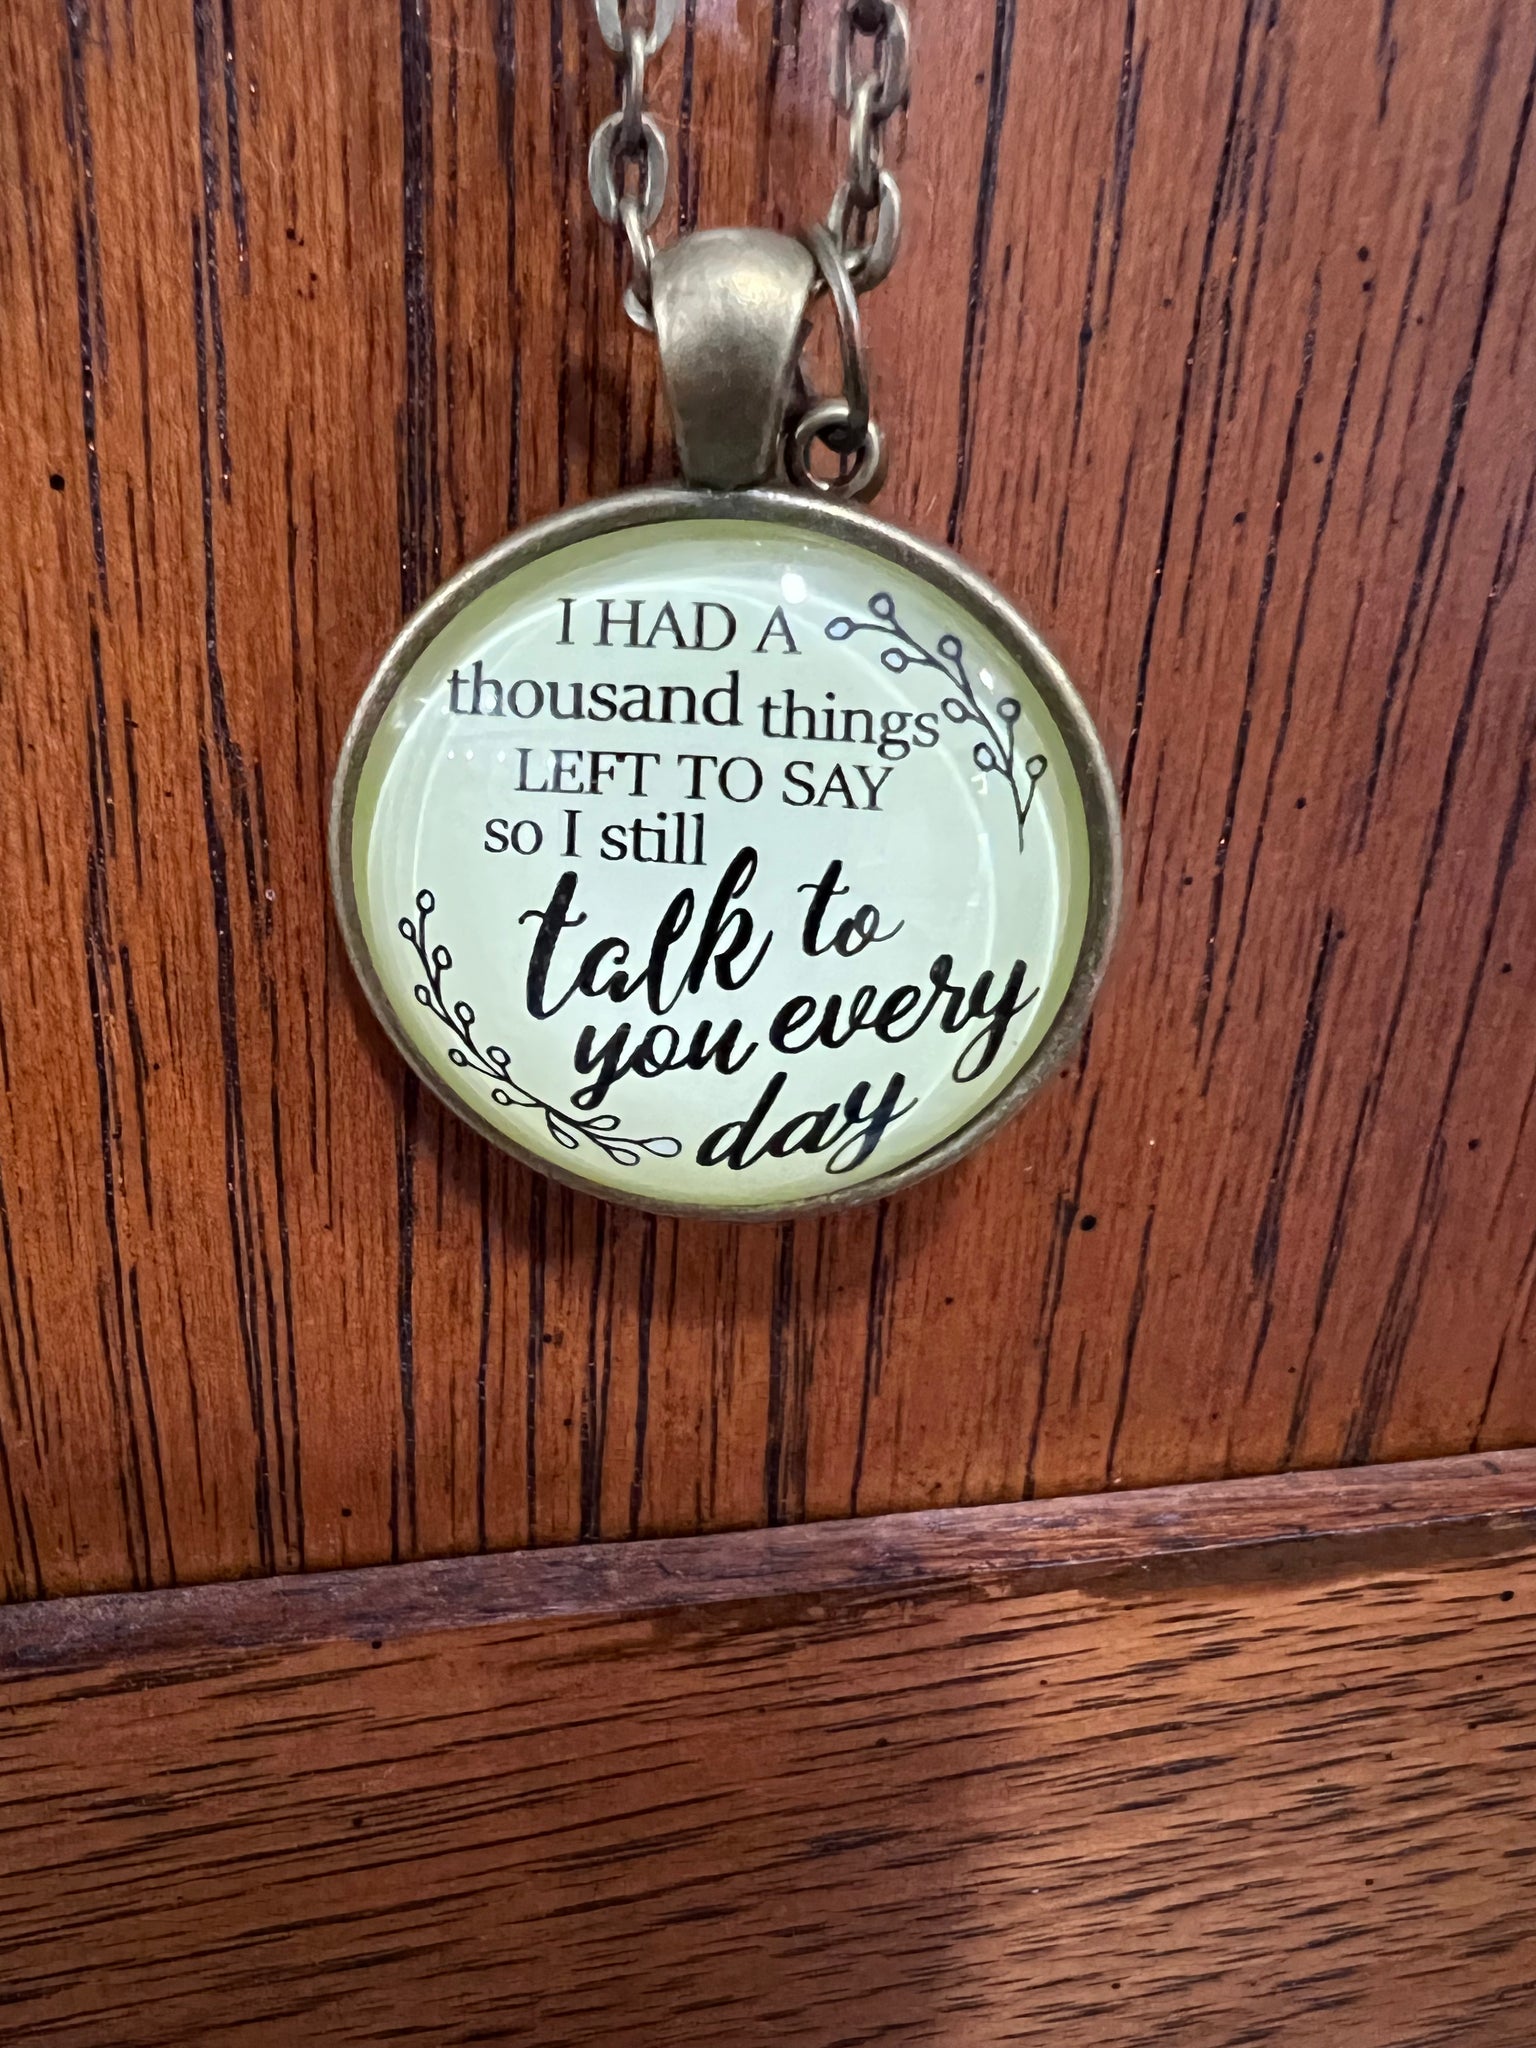 I HAD A
thousand things
LEFT TO SAY
so I still
talk to
you every
day